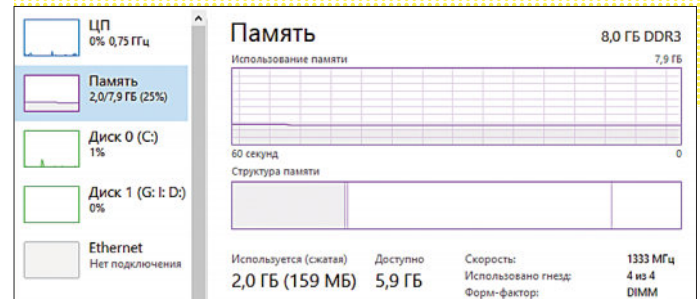 ЦП
0% 0,75 ГГц
Память
2,0/7,9 ГБ (25%)
Диск 0 (C:)
1%
Диск 1 (G: I: D:)
0%
Ethernet
Нет подключения
Память
8,0 ГБ DDR3
Использование памяти
7,9 ГБ
60 секунд
0
Структура памяти
Используется (сжатая)
2,0 ГБ (159 МБ)
Доступно
5,9 ГБ
Скорость: 1333 МГц
Использовано гнезд: 4 из 4
Форм-фактор: DIMM